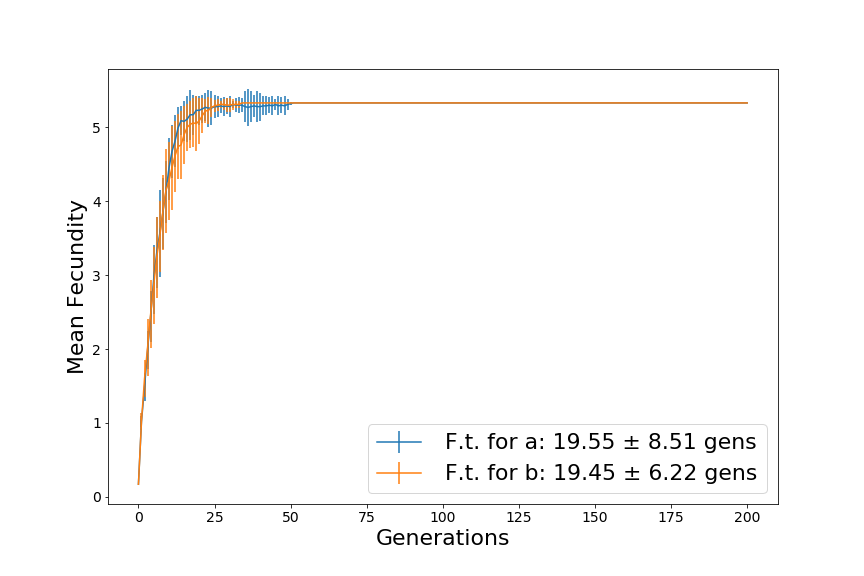 5
4
3
2
1
0
Mean Fecundity
F.t. for a: 19.55 ± 8.51 gens
F.t. for b: 19.45 ± 6.22 gens
0 25 50 75 100 125 150 175 200
Generations